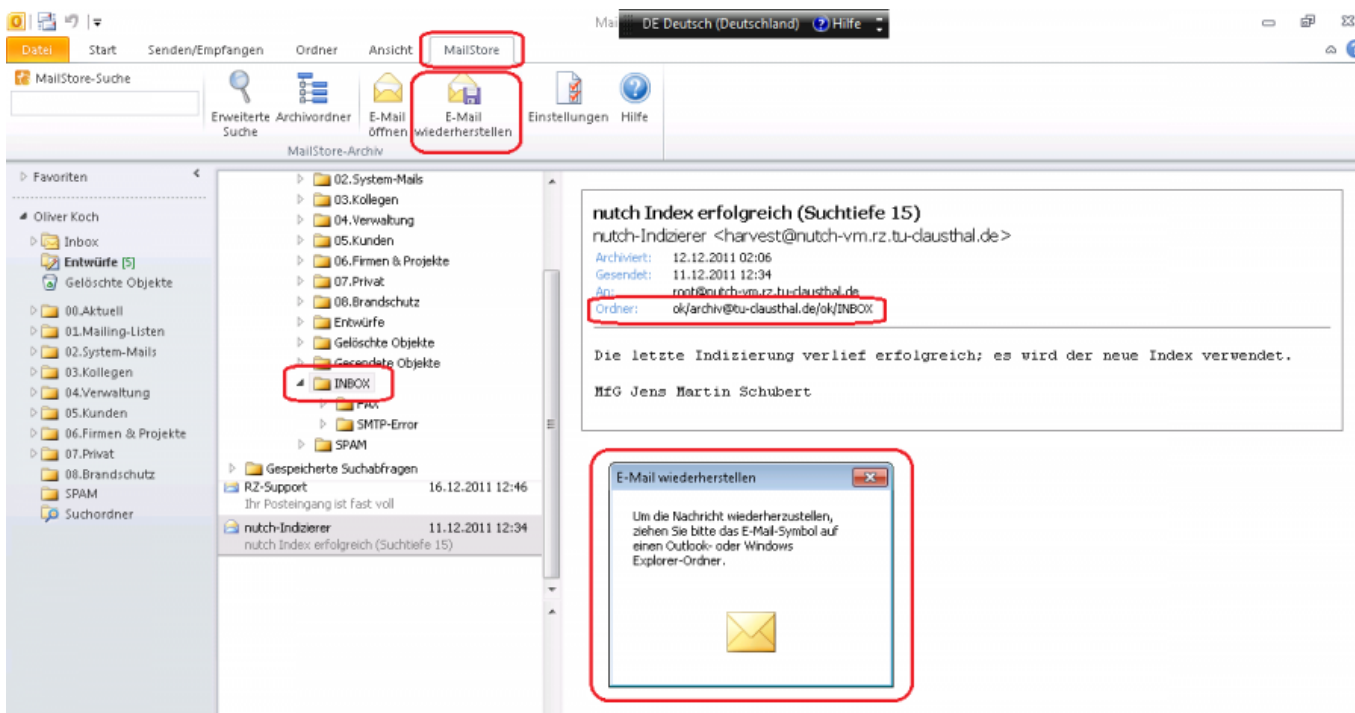 Mai
DE Deutsch (Deutschland) Hilfe
Datei Start Senden/Empfangen Ordner Ansicht MailStore
MailStore-Suche
Erweiterte Suche
Archivordner
E-Mail öffnen
E-Mail wiederherstellen
Einstellungen
Hilfe
MailStore-Archiv
Favoriten
Oliver Koch
Inbox
Entwürfe [5]
Gelöschte Objekte
00.Aktuell
01.Mailing-Listen
02.System-Mails
03.Kollegen
04.Verwaltung
05.Kunden
06.Firmen & Projekte
07.Privat
08.Brandschutz
SPAM
Suchordner
02.System-Mails
03.Kollegen
04.Verwaltung
05.Kunden
06.Firmen & Projekte
07.Privat
08.Brandschutz
Entwürfe
Gelöschte Objekte
Gesendete Objekte
INBOX
FAX
SMTP-Error
SPAM
Gespeicherte Suchabfragen
RZ-Support 16.12.2011 12:46
Ihr Posteingang ist fast voll
nutch-Indizierer 11.12.2011 12:34
nutch Index erfolgreich (Suchtiefe 15)
nutch Index erfolgreich (Suchtiefe 15)
nutch-Indizierer <harvest@nutch-vm.rz.tu-clausthal.de>
Archiviert: 12.12.2011 02:06
Gesendet: 11.12.2011 12:34
An: root@nutch-vm.rz.tu-clausthal.de
Ordner: ok/archiv@tu-clausthal.de/ok/INBOX
Die letzte Indizierung verlief erfolgreich; es wird der neue Index verwendet.
MfG Jens Martin Schubert
E-Mail wiederherstellen
Um die Nachricht wiederherzustellen,
ziehen Sie bitte das E-Mail-Symbol auf
einen Outlook- oder Windows
Explorer-Ordner.